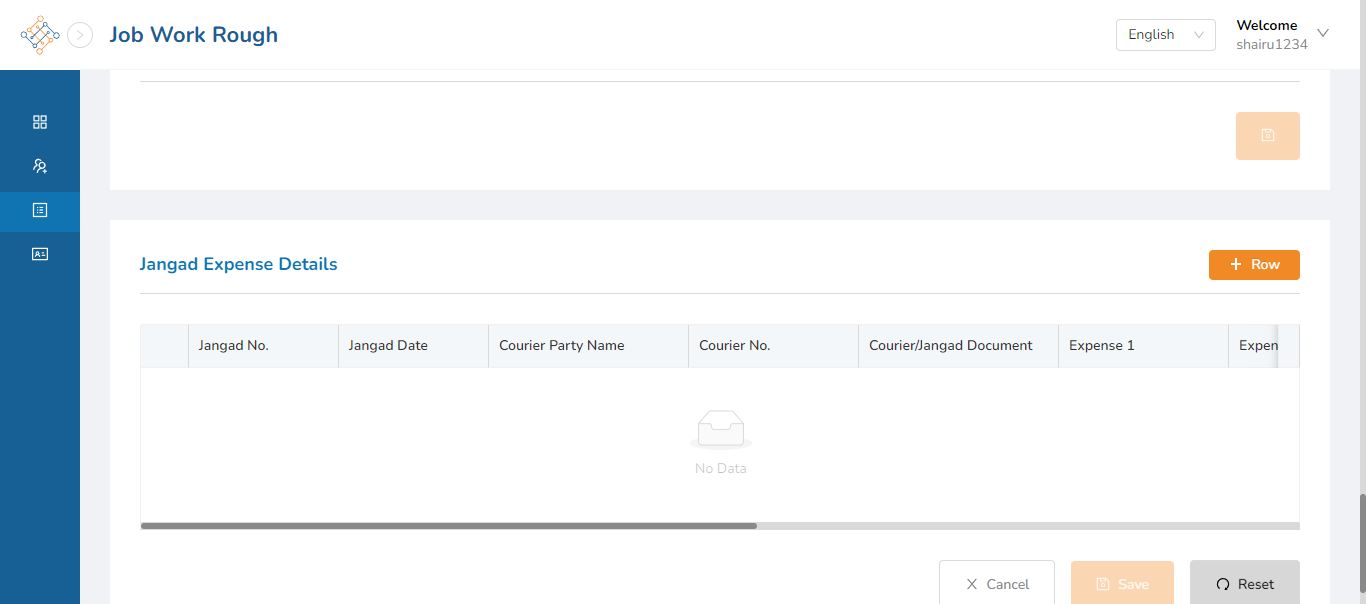 Job Work Rough
English
Welcome
shairu1234
Jangad Expense Details
Row
Jangad No.
Jangad Date
Courier Party Name
Courier No.
Courier/Jangad Document
Expense 1
Expen
No Data
Cancel
Save
Reset